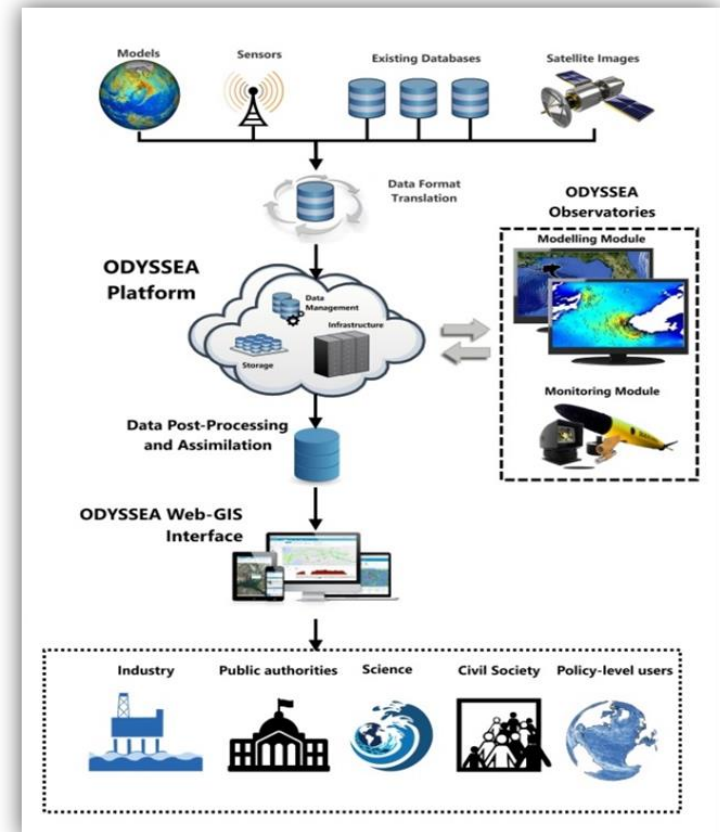 Models
Sensors
Existing Databases
Satellite Images
Data Format
Translation
ODYSSEA
Observatories
Modelling Module
ODYSSEA
Platform
Data
Management
Infrastructure
Storage
Monitoring Module
Data Post-Processing
and Assimilation
ODYSSEA Web-GIS
Interface
Industry
Public authorities
Science
Civil Society
Policy-level users